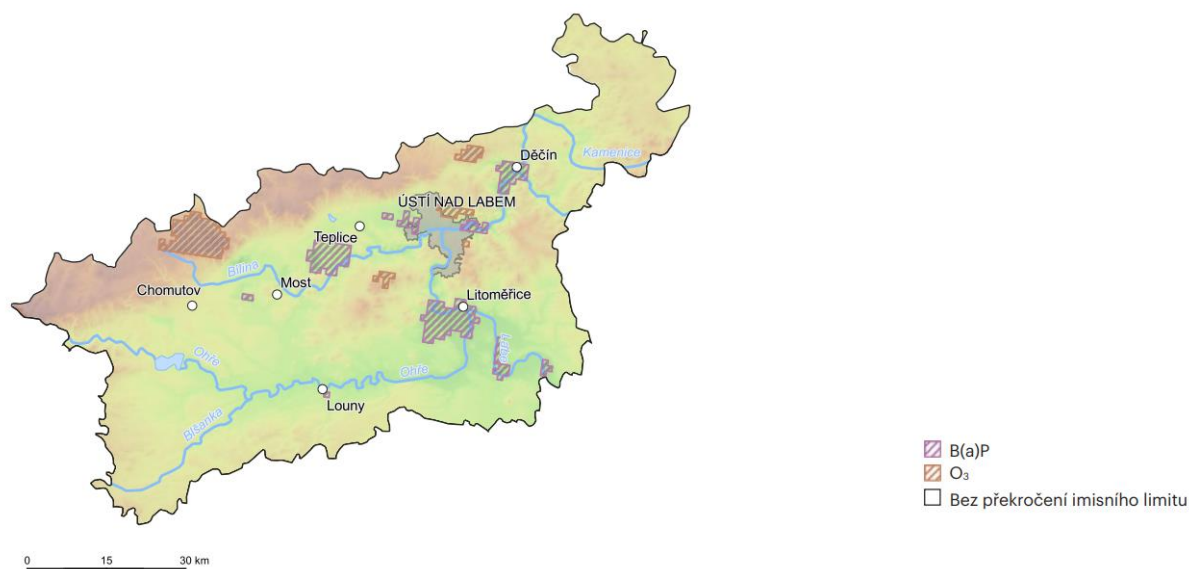 Děčín
Kamenice
ÚSTÍ NAD LABEM
Teplice
Bílina
Most
Chomutov
Litoměřice
Labe
Ohře
Ohře
Louny
Blšanka
B(a)P
O₃
Bez překročení imisního limitu
0 15 30 km